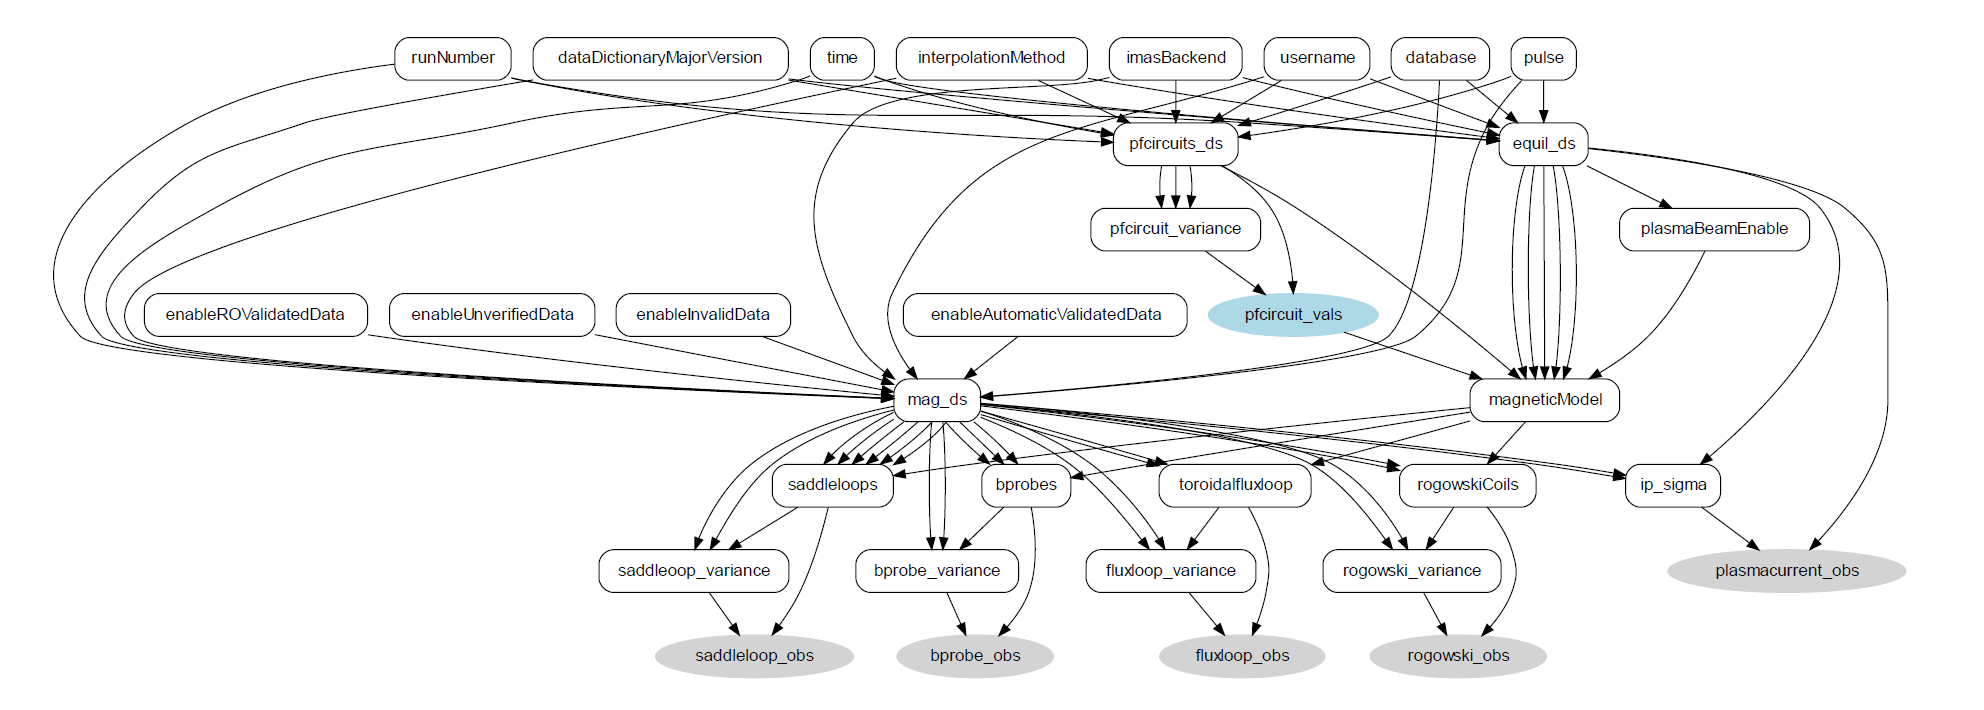 runNumber
dataDictionaryMajorVersion
time
interpolationMethod
imasBackend
username
database
pulse
pfcircuits_ds
equil_ds
pfcircuit_variance
plasmaBeamEnable
enableROValidatedData
enableUnverifiedData
enableInvalidData
enableAutomaticValidatedData
pfcircuit_vals
mag_ds
magneticModel
saddleloops
bprobes
toroidalfluxloop
rogowskiCoils
ip_sigma
saddleoop_variance
bprobe_variance
fluxloop_variance
rogowski_variance
plasmacurrent_obs
saddleloop_obs
bprobe_obs
fluxloop_obs
rogowski_obs